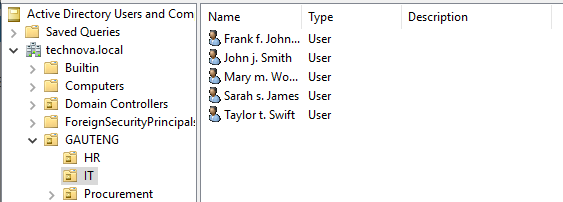 Active Directory Users and Com
Saved Queries
technova.local
Builtin
Computers
Domain Controllers
ForeignSecurityPrincipals
GAUTENG
HR
IT
Procurement
Name Type Description
Frank f. John... User
John j. Smith User
Mary m. Wo... User
Sarah s. James User
Taylor t. Swift User